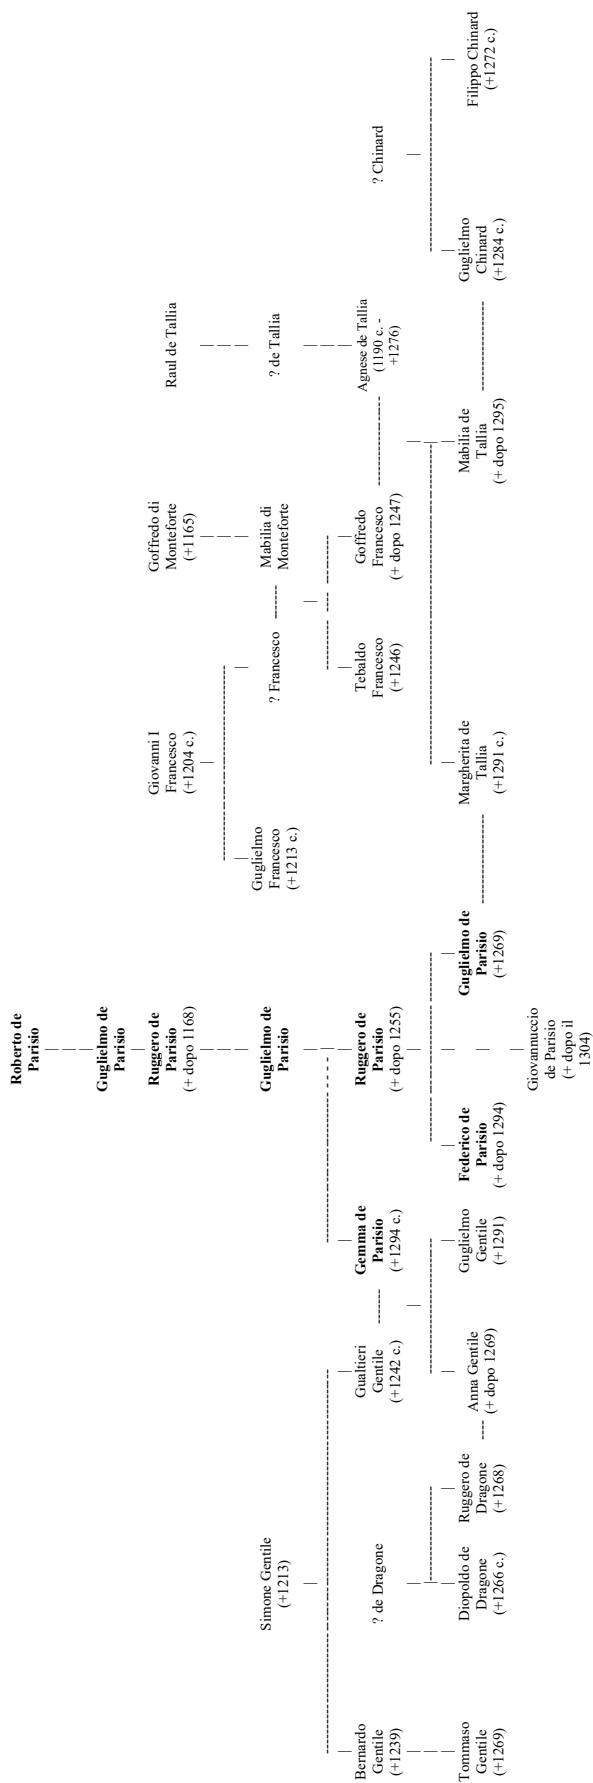 Roberto de
Parisio
Guglielmo de
Parisio
Ruggero de
Parisio
(+ dopo 1168)
Giovanni I
Francesco
(+1204 c.)
Goffredo di
Monteforte
(+1165)
Raul de Tallia
Simone Gentile
(+1213)
Guglielmo de
Parisio
Guglielmo
Francesco
(+1213 c.)
? Francesco
Mabilia di
Monteforte
? de Tallia
Bernardo
Gentile
(+1239)
? de Dragone
Gualtieri
Gentile
(+1242 c.)
Gemma de
Parisio
(+1294 c.)
Ruggero de
Parisio
(+ dopo 1255)
Tebaldo
Francesco
(+1246)
Goffredo
Francesco
(+ dopo 1247)
Agnese de Tallia
(1190 c. -
+1276)
? Chinard
Tommaso
Gentile
(+1269)
Diopoldo de
Dragone
(+1266 c.)
Ruggero de
Dragone
(+1268)
Anna Gentile
(+ dopo 1269)
Guglielmo
Gentile
(+1291)
Federico de
Parisio
(+ dopo 1294)
Guglielmo de
Parisio
(+1269)
Margherita de
Tallia
(+1291 c.)
Mabilia de
Tallia
(+ dopo 1295)
Guglielmo
Chinard
(+1284 c.)
Filippo Chinard
(+1272 c.)
Giovannuccio
de Parisio
(+ dopo il
1304)